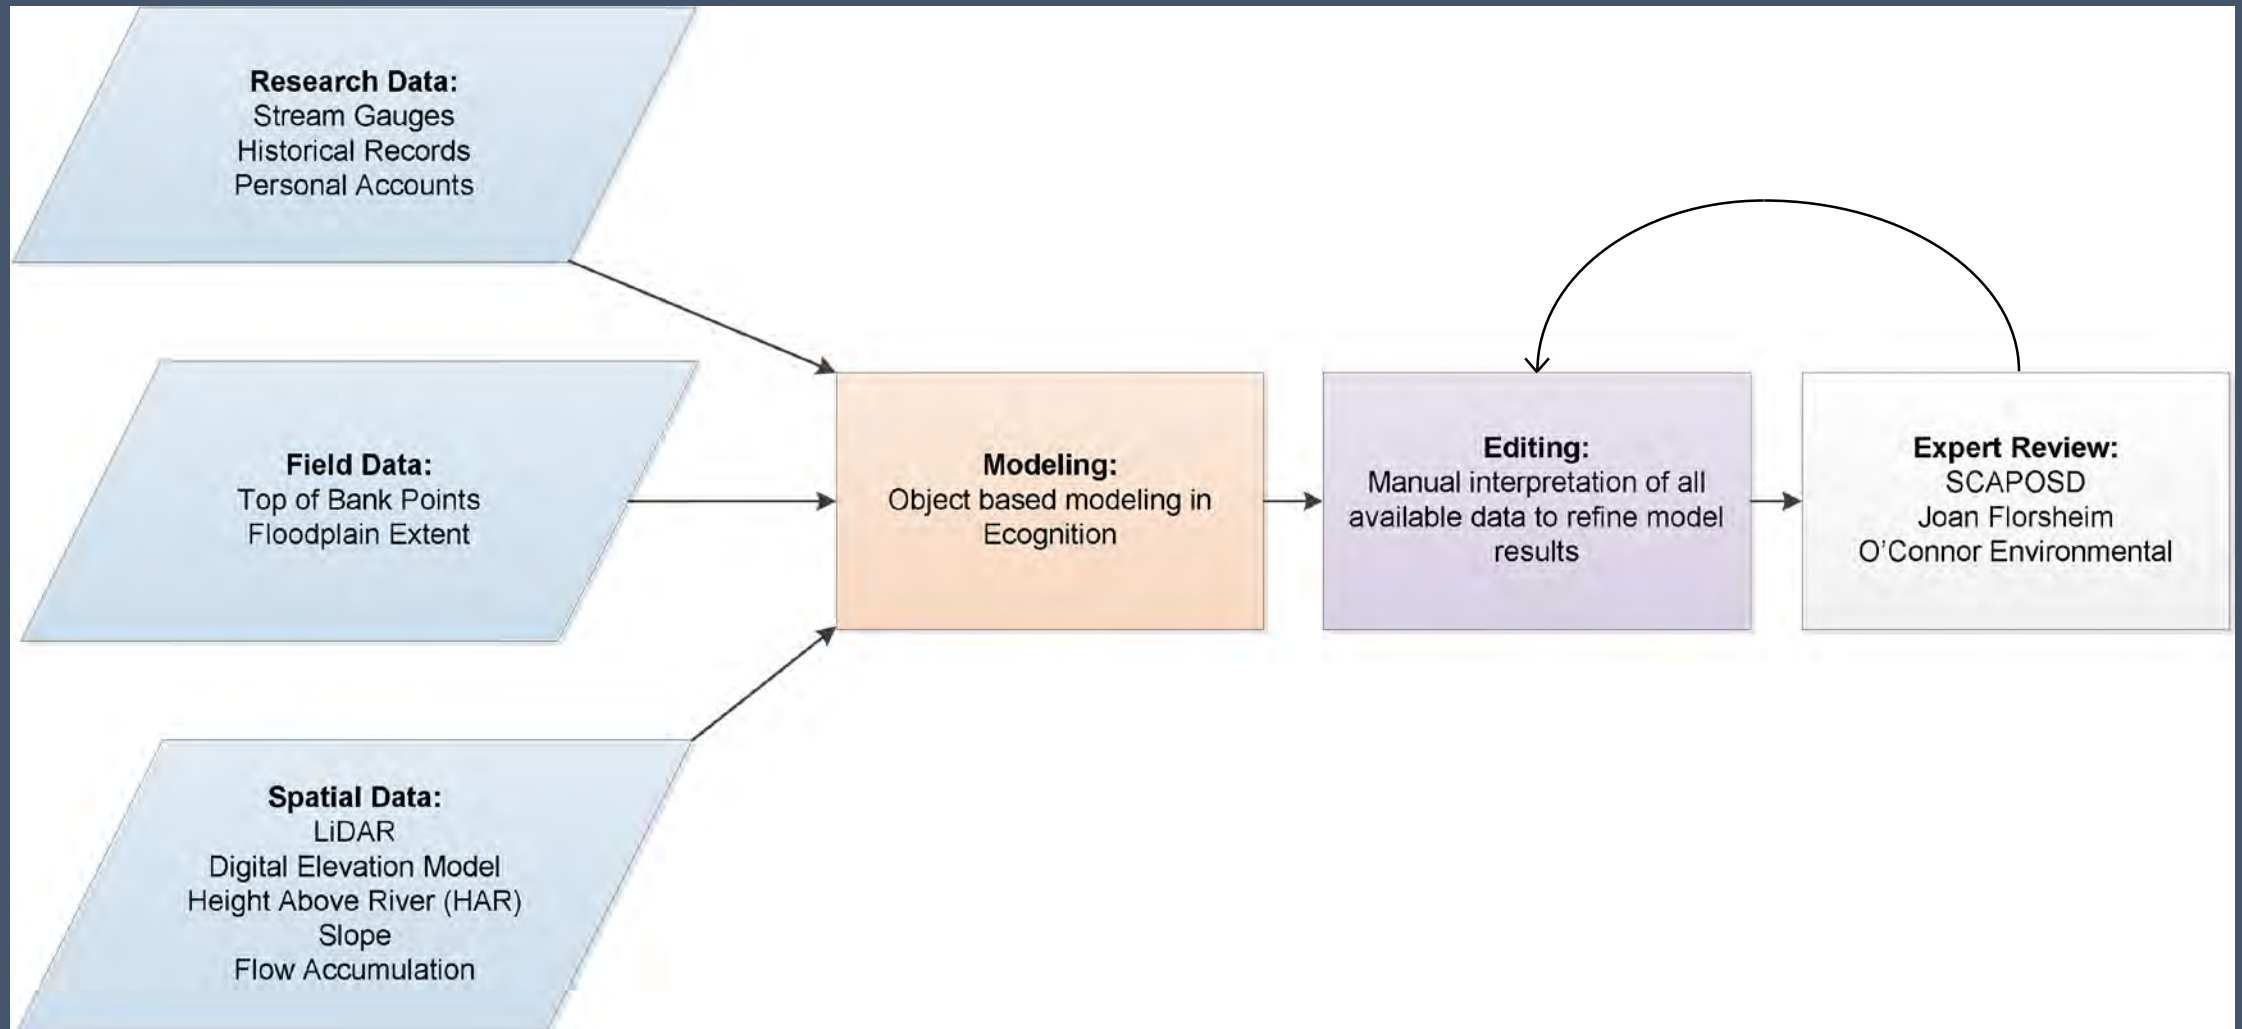 Research Data:
Stream Gauges
Historical Records
Personal Accounts
Field Data:
Top of Bank Points
Floodplain Extent
Spatial Data:
LiDAR
Digital Elevation Model
Height Above River (HAR)
Slope
Flow Accumulation
Modeling:
Object based modeling in
Ecognition
Editing:
Manual interpretation of all
available data to refine model
results
Expert Review:
SCAPOSD
Joan Florsheim
O'Connor Environmental